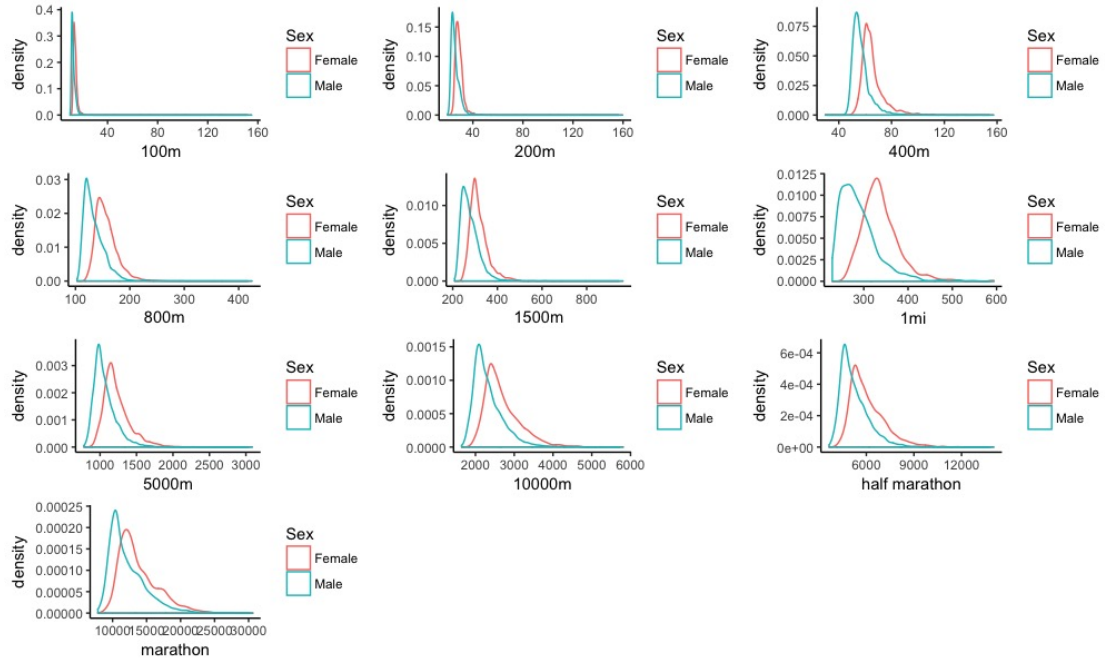 0.4
0.3
0.2
0.1
0.0
density
40 80 120 160
100m
Sex
Female
Male
0.15
0.10
0.05
0.00
density
40 80 120 160
200m
Sex
Female
Male
0.075
0.050
0.025
0.000
density
40 80 120 160
400m
Sex
Female
Male
0.03
0.02
0.01
0.00
density
100 200 300 400
800m
Sex
Female
Male
0.010
0.005
0.000
density
200 400 600 800
1500m
Sex
Female
Male
0.0125
0.0100
0.0075
0.0050
0.0025
0.0000
density
300 400 500 600
1mi
Sex
Female
Male
0.003
0.002
0.001
0.000
density
1000 1500 2000 2500 3000
5000m
Sex
Female
Male
0.0015
0.0010
0.0005
0.0000
density
2000 3000 4000 5000 6000
10000m
Sex
Female
Male
6e-04
4e-04
2e-04
0e+00
density
6000 9000 12000
half marathon
Sex
Female
Male
0.00025
0.00020
0.00015
0.00010
0.00005
0.00000
density
10000 15000 20000 25000 30000
marathon
Sex
Female
Male